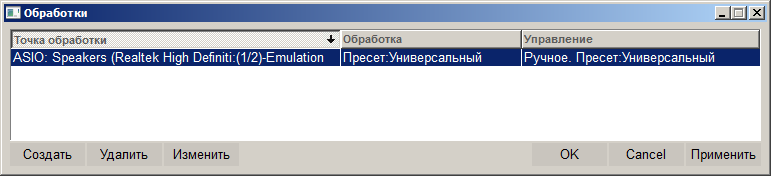 Обработки
Точка обработки Обработка Управление
ASIO: Speakers (Realtek High Definiti:(1/2)-Emulation Пресет:Универсальный Ручное. Пресет:Универсальный
Создать Удалить Изменить OK Cancel Применить